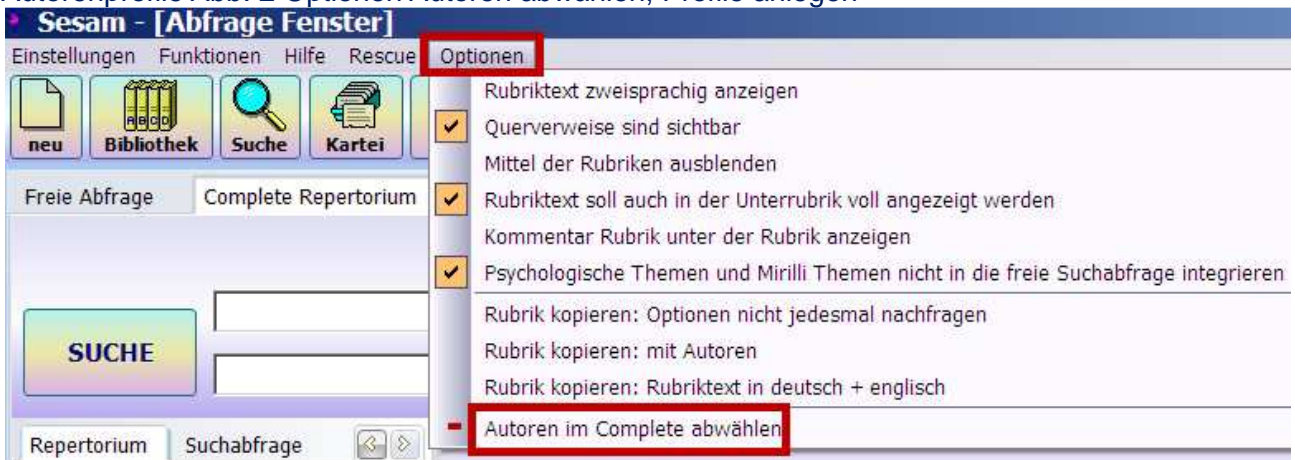 Autorenprofile Abb. 2 Optionen Autoren abwählen, Profile anlegen
Sesam - [Abfrage Fenster]
Einstellungen Funktionen Hilfe Rescue Optionen
neu Bibliothek Suche Kartei
Freie Abfrage Complete Repertorium
SUCHE
Repertorium Suchabfrage
Rubriktext zweisprachig anzeigen
Querverweise sind sichtbar
Mittel der Rubriken ausblenden
Rubriktext soll auch in der Unterrubrik voll angezeigt werden
Kommentar Rubrik unter der Rubrik anzeigen
Psychologische Themen und Mirilli Themen nicht in die freie Suchabfrage integrieren
Rubrik kopieren: Optionen nicht jedesmal nachfragen
Rubrik kopieren: mit Autoren
Rubrik kopieren: Rubriktext in deutsch + englisch
Autoren im Complete abwählen